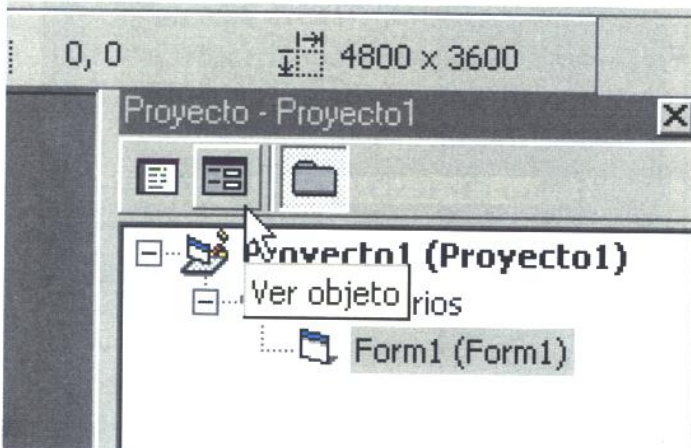 0, 0 4800 x 3600
Proyecto - Proyecto1
Proyecto1 (Proyecto1)
Ver objeto
rios
Form1 (Form1)